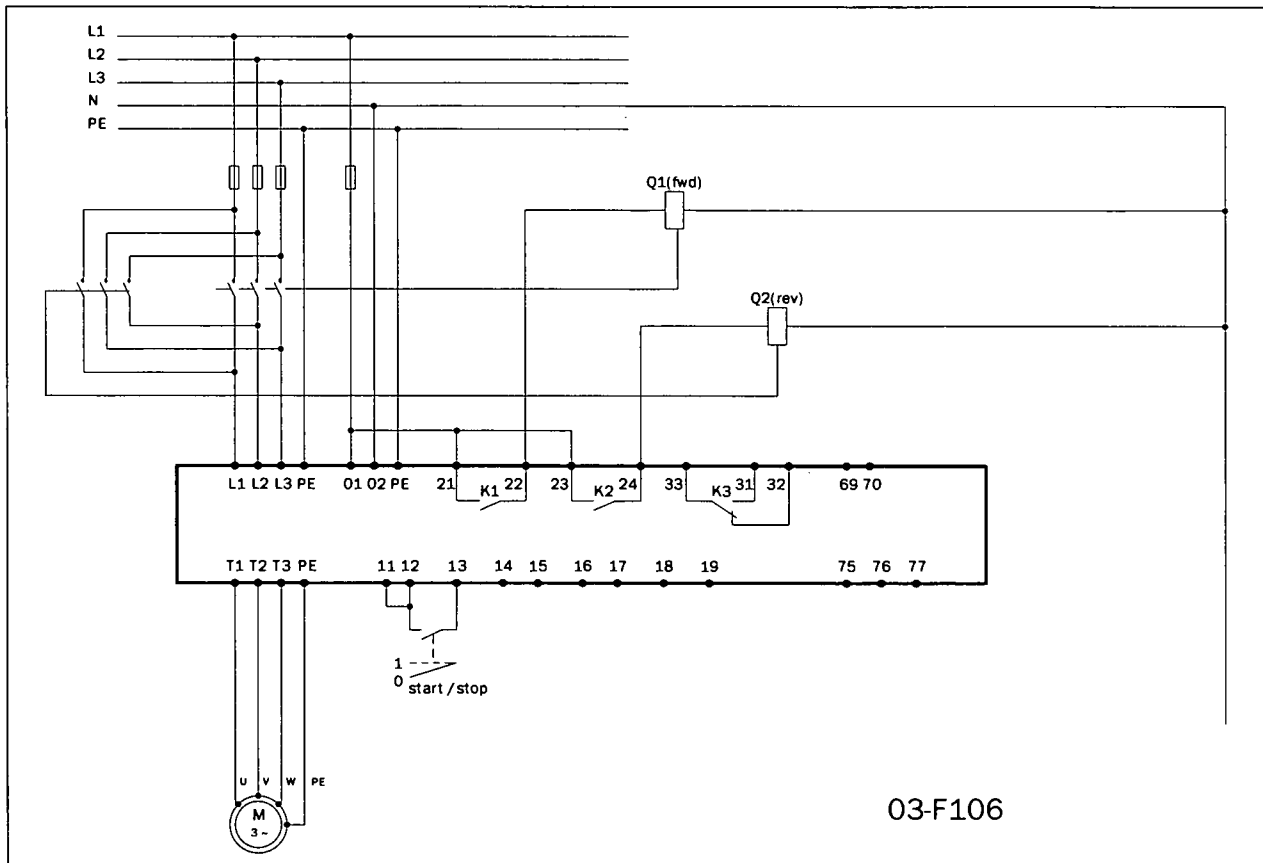 L1
L2
L3
N
PE
Q1(fwd)
Q2(rev)
L1 L2 L3 PE 01 02 PE 21 K1 22 23 K2 24 33 K3 31 32 69 70
T1 T2 T3 PE 11 12 13 14 15 16 17 18 19 75 76 77
1
0 start/stop
U V W PE
M
3~
03-F106